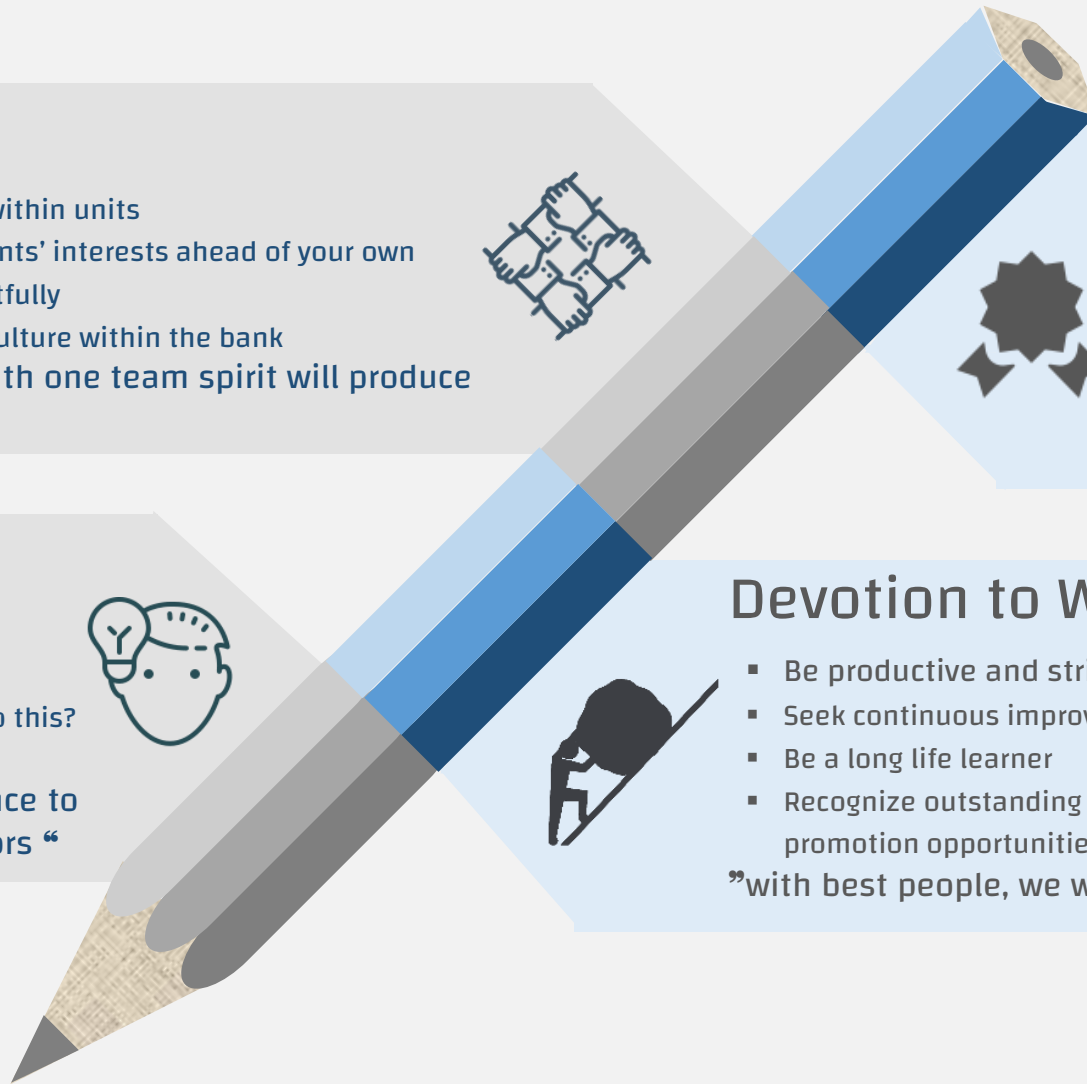 within units
nts' interests ahead of your own
tfully
ulture within the bank
th one team spirit will produce
o this?
nce to
ors “
Devotion to W
▪ Be productive and stri
▪ Seek continuous improv
▪ Be a long life learner
▪ Recognize outstanding
promotion opportunitie
”with best people, we w